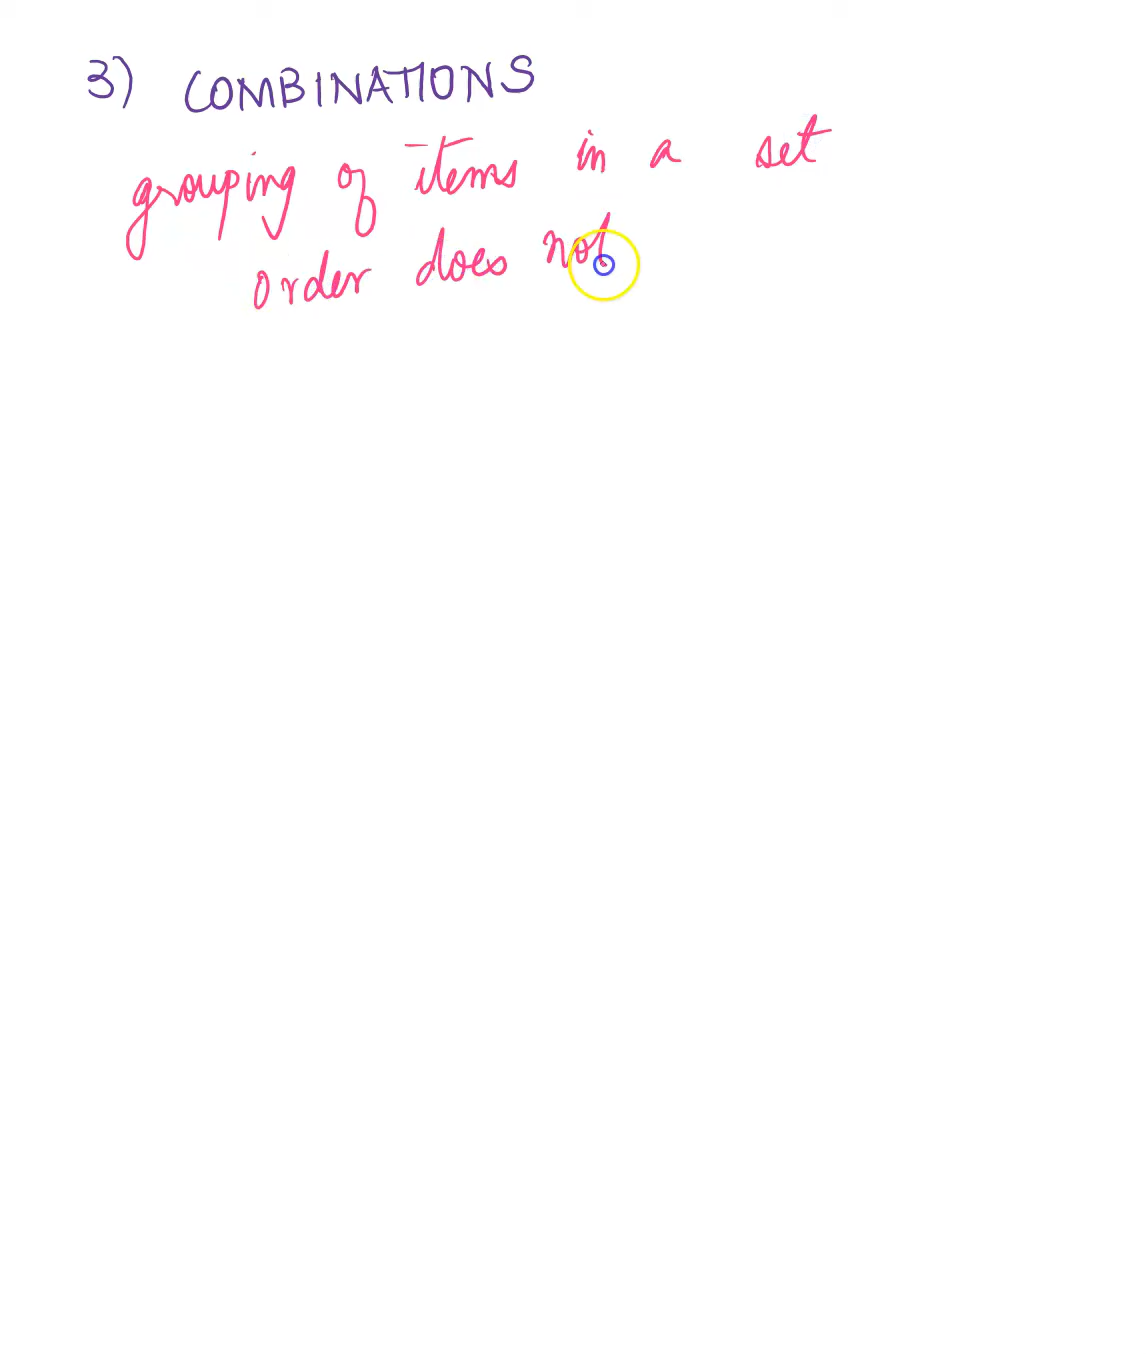 3) COMBINATIONS
grouping of items in a set
order does not